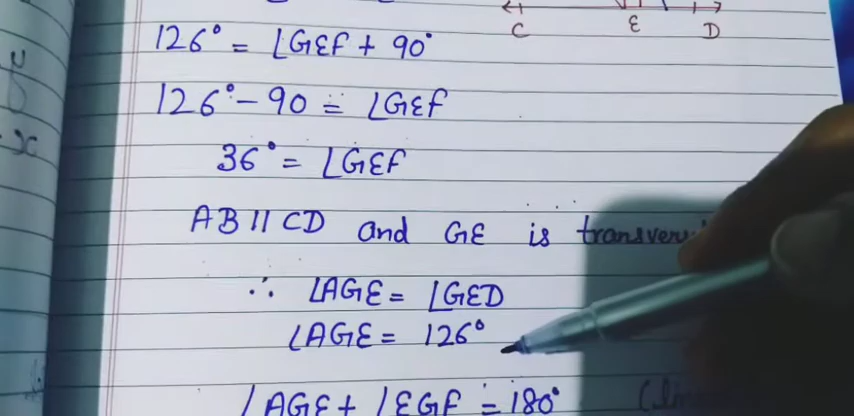 C E D
126° = ∠GEF + 90°
126° - 90 = ∠GEF
36° = ∠GEF
AB || CD and GE is
∴ ∠AGE = ∠GED
∠AGE = 126°
∠AGE + ∠EGF = 180°